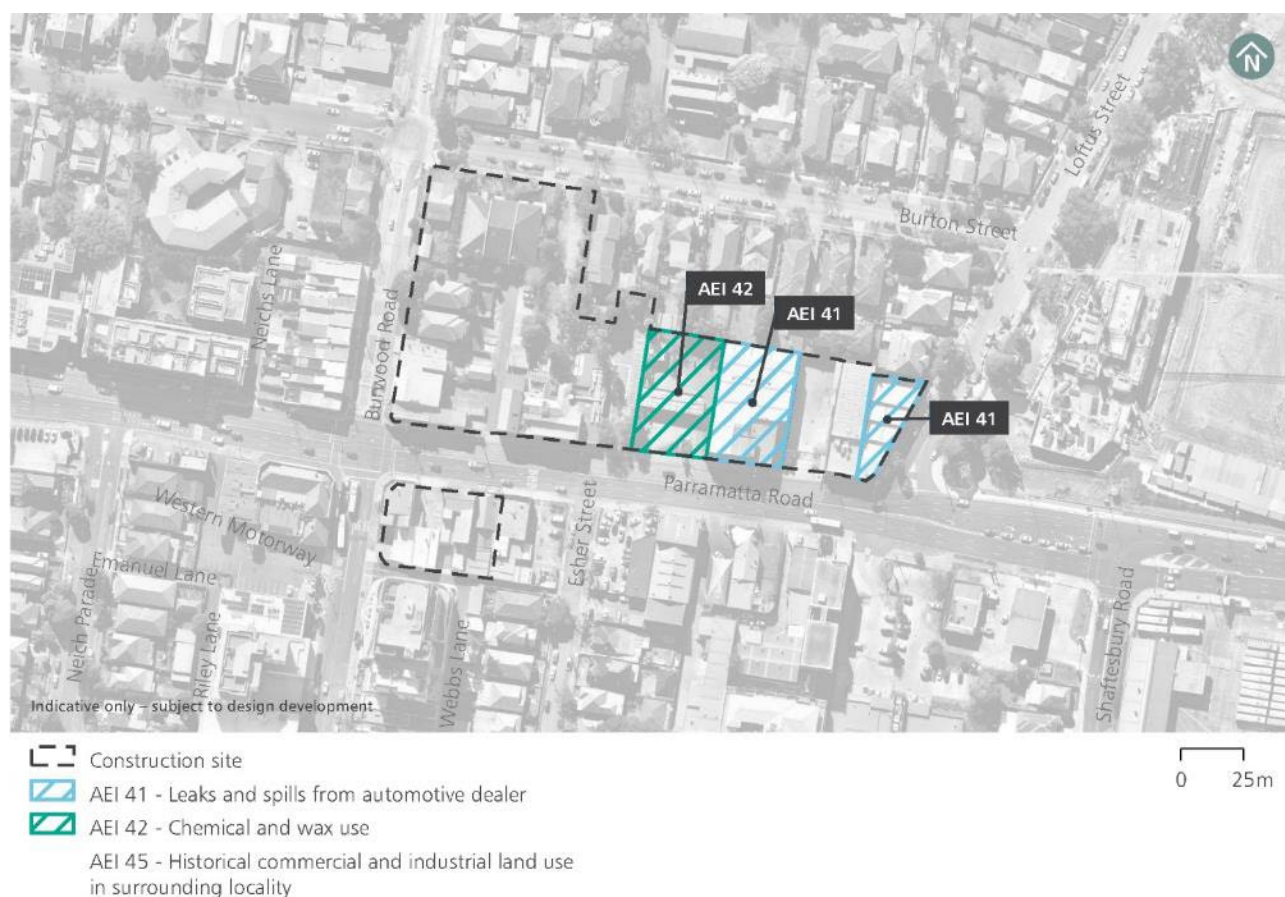 N
Loftus Street
Burton Street
AEI 42
AEI 41
Neichs Lane
Burwood Road
AEI 41
Parramatta Road
Western Motorway
Esher Street
Emanuel Lane
Neich Parade
Riley Lane
Webbs Lane
Shaftesbury Road
Indicative only – subject to design development
Construction site
0 25m
AEI 41 - Leaks and spills from automotive dealer
AEI 42 - Chemical and wax use
AEI 45 - Historical commercial and industrial land use
in surrounding locality